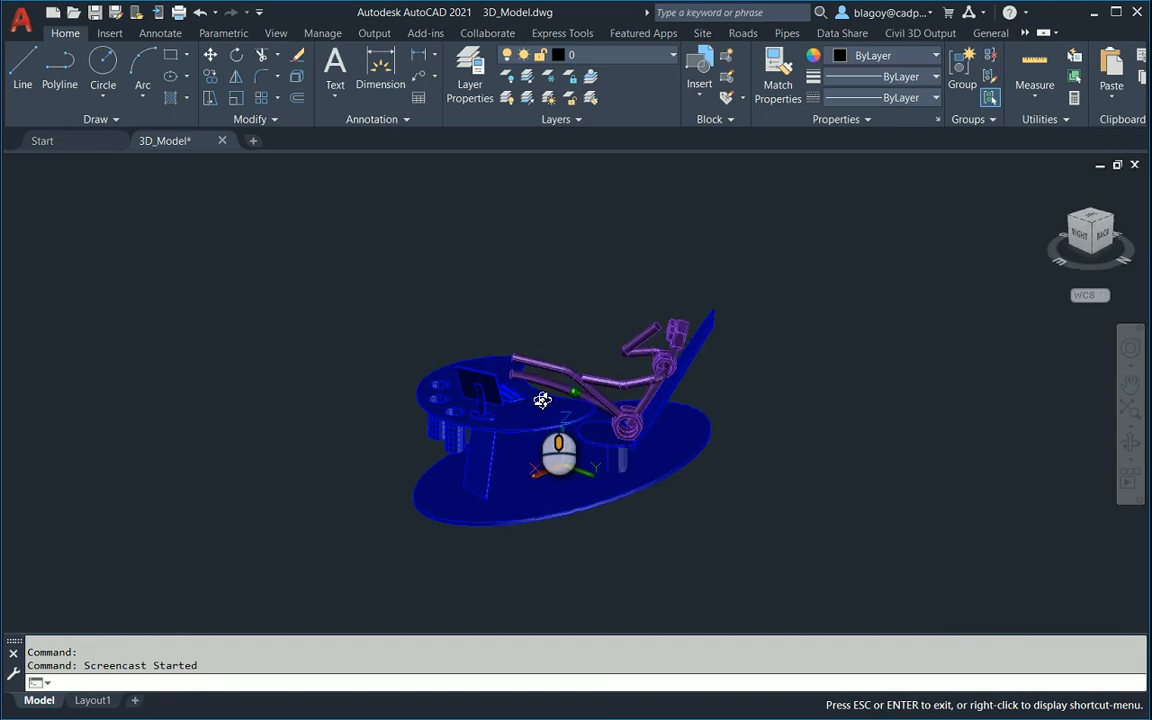 Autodesk AutoCAD 2021 3D_Model.dwg Type a keyword or phrase blagoy@cadp...
Home Insert Annotate Parametric View Manage Output Add-ins Collaborate Express Tools Featured Apps Site Roads Pipes Data Share Civil 3D Output General
0 ByLayer
ByLayer
ByLayer
Line Polyline Circle Arc Text Dimension Layer Properties Insert Match Properties Group Measure Paste
Draw Modify Annotation Layers Block Properties Groups Utilities Clipboard
Start 3D_Model*
RIGHT BACK
E
WCS
Z
X Y
Command:
Command: Screencast Started
Model Layout1
Press ESC or ENTER to exit, or right-click to display shortcut-menu.